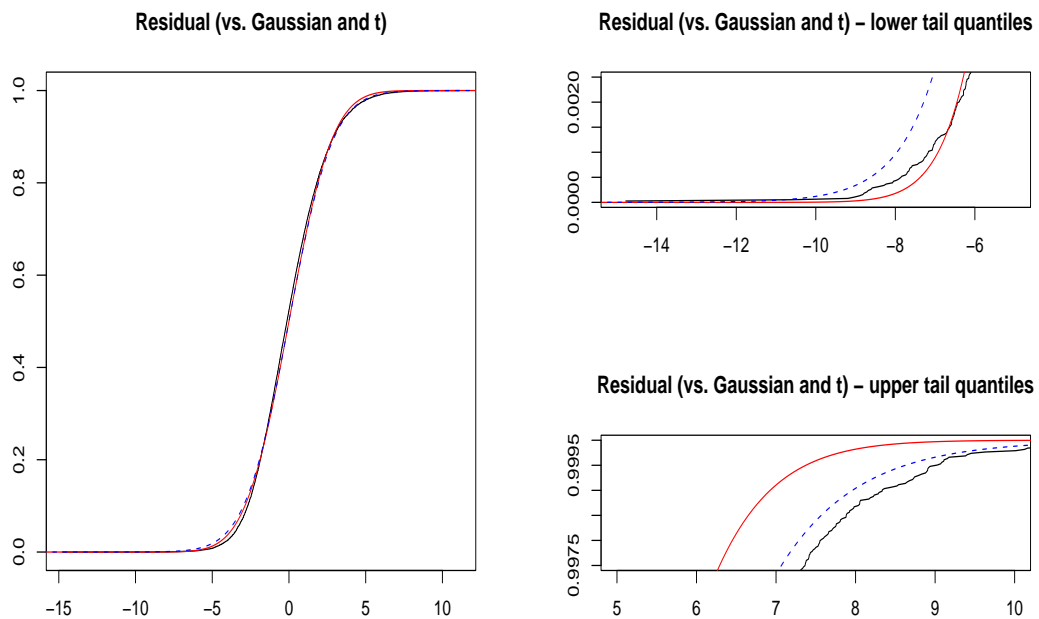 Residual (vs. Gaussian and t)
1.0
0.8
0.6
0.4
0.2
0.0
−15 −10 −5 0 5 10
Residual (vs. Gaussian and t) − lower tail quantiles
0.0020
0.0000
−14 −12 −10 −8 −6
Residual (vs. Gaussian and t) − upper tail quantiles
0.9995
0.9975
5 6 7 8 9 10